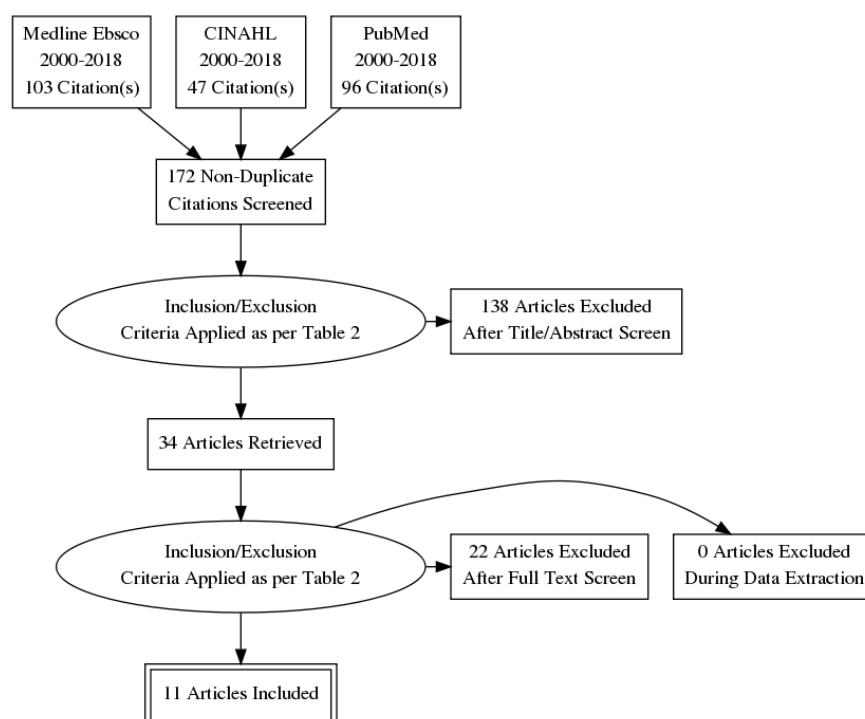 Medline Ebsco
2000-2018
103 Citation(s)
CINAHL
2000-2018
47 Citation(s)
PubMed
2000-2018
96 Citation(s)
172 Non-Duplicate
Citations Screened
Inclusion/Exclusion
Criteria Applied as per Table 2
138 Articles Excluded
After Title/Abstract Screen
34 Articles Retrieved
Inclusion/Exclusion
Criteria Applied as per Table 2
22 Articles Excluded
After Full Text Screen
0 Articles Excluded
During Data Extraction
11 Articles Included